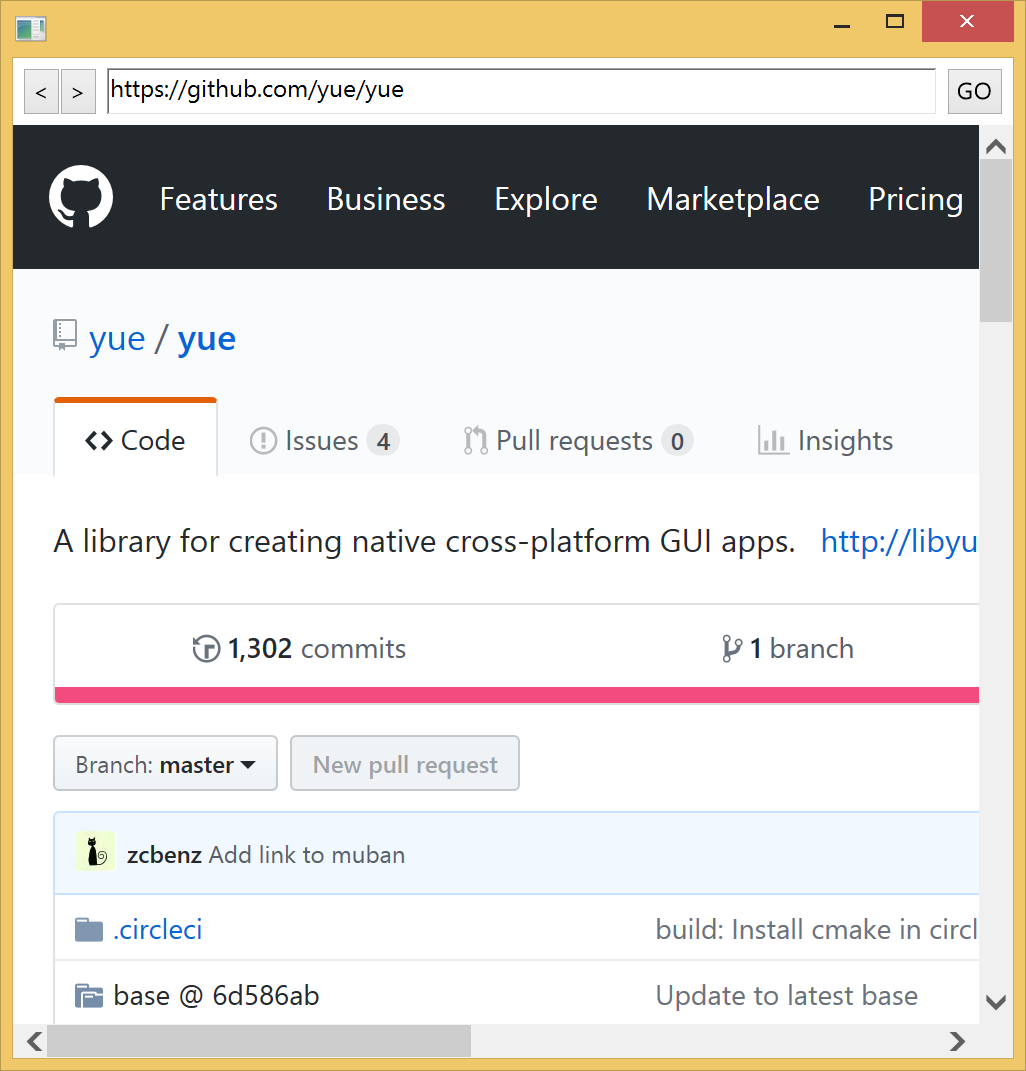 < > https://github.com/yue/yue GO
Features Business Explore Marketplace Pricing
yue / yue
Code Issues 4 Pull requests 0 Insights
A library for creating native cross-platform GUI apps. http://libyu
1,302 commits 1 branch
Branch: master New pull request
zcbenz Add link to muban
.circleci build: Install cmake in circl
base @ 6d586ab Update to latest base